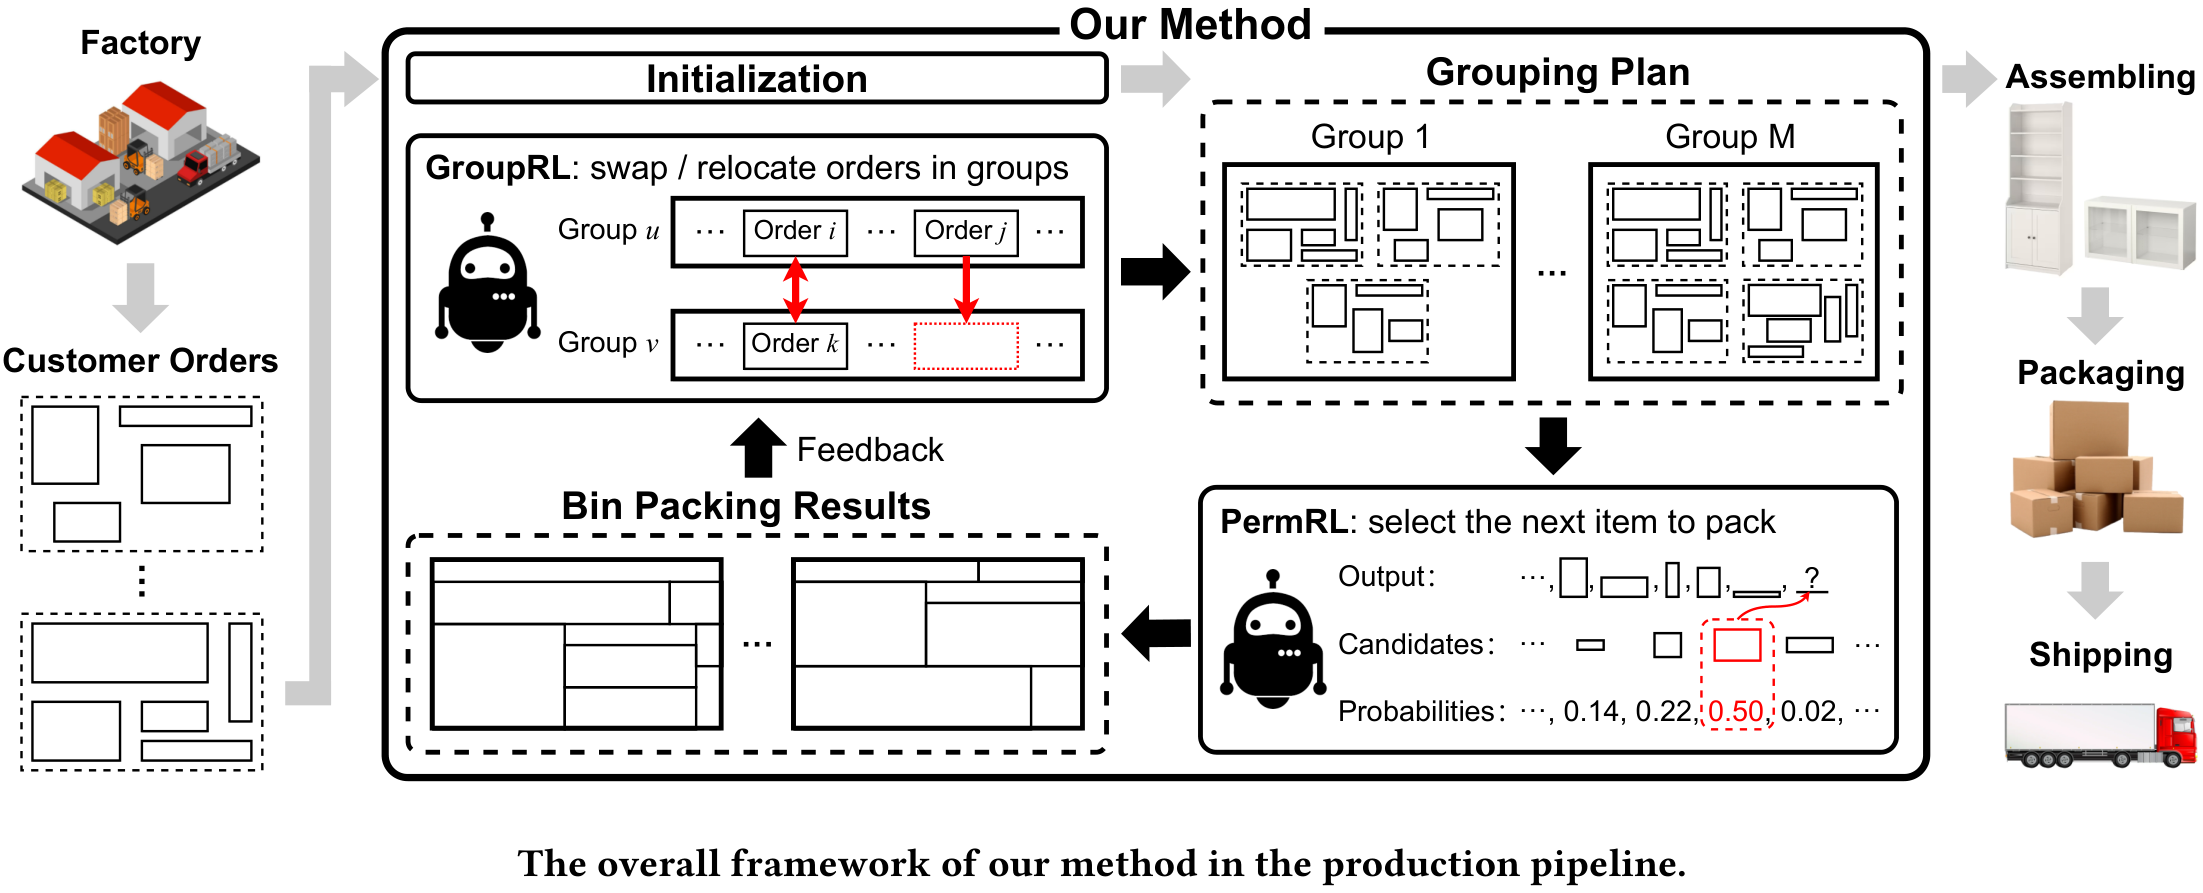 Our Method
Factory
Customer Orders
Initialization
GroupRL: swap / relocate orders in groups
Group u
··· Order i ··· Order j ···
Group v
··· Order k ··· ···
Feedback
Grouping Plan
Group 1
Group M
...
PermRL: select the next item to pack
Output: ···, , , , , , ?
Candidates: ··· ···
Probabilities: ···, 0.14, 0.22, 0.50, 0.02, ···
Bin Packing Results
...
Assembling
Packaging
Shipping
The overall framework of our method in the production pipeline.